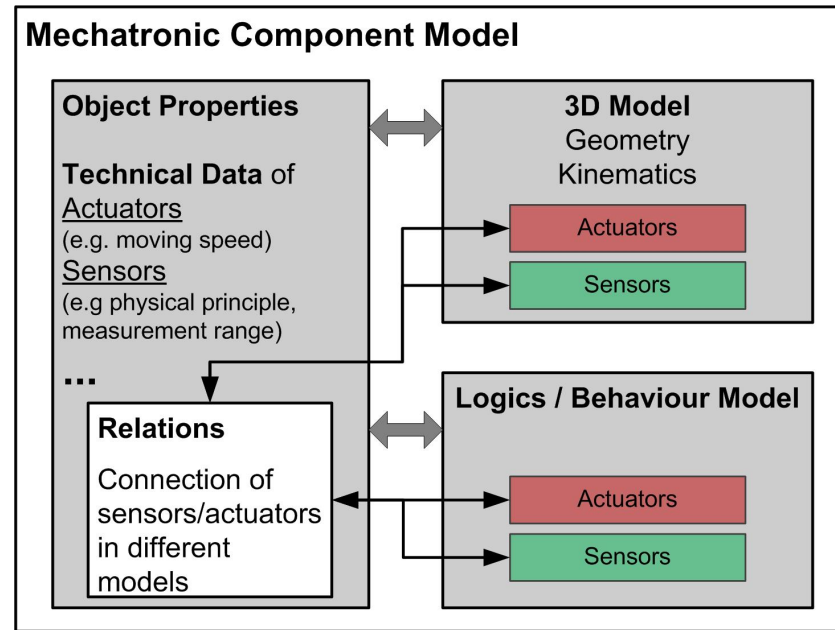 Mechatronic Component Model
Object Properties
Technical Data of
Actuators
(e.g. moving speed)
Sensors
(e.g physical principle,
measurement range)
...
Relations
Connection of
sensors/actuators
in different
models
3D Model
Geometry
Kinematics
Actuators
Sensors
Logics / Behaviour Model
Actuators
Sensors